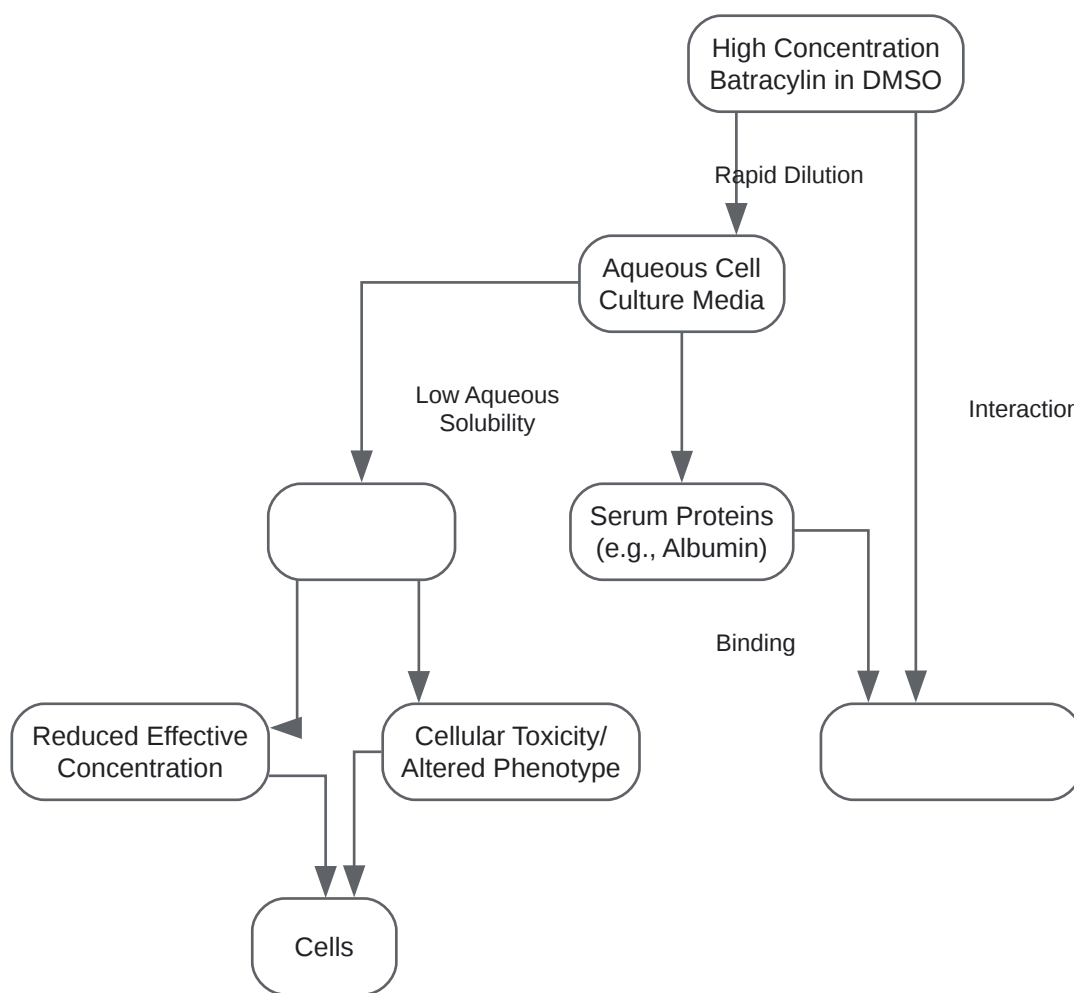 High Concentration
Batracylin in DMSO
Rapid Dilution
Aqueous Cell
Culture Media
Low Aqueous
Solubility
Interaction
Serum Proteins
(e.g., Albumin)
Binding
Reduced Effective
Concentration
Cellular Toxicity/
Altered Phenotype
Cells